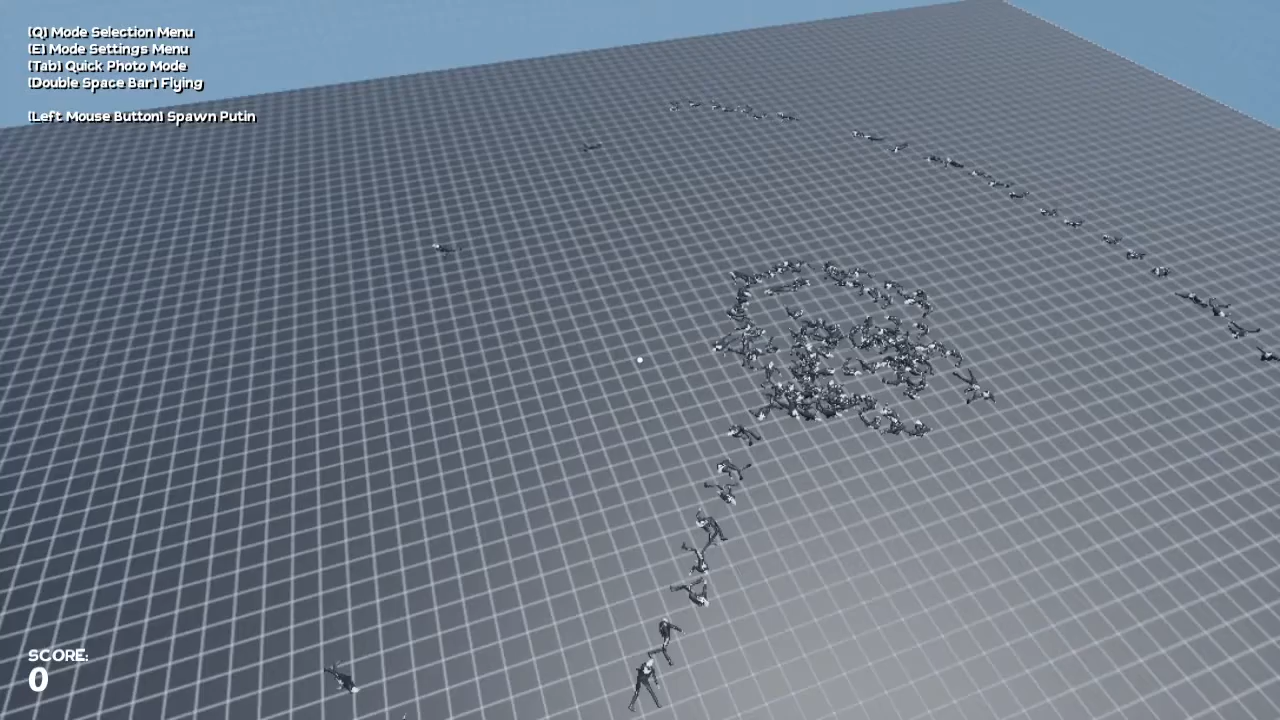 [Q] Mode Selection Menu
[E] Mode Settings Menu
[Tab] Quick Photo Mode
[Double Space Bar] Flying
[Left Mouse Button] Spawn Putin
SCORE:
0